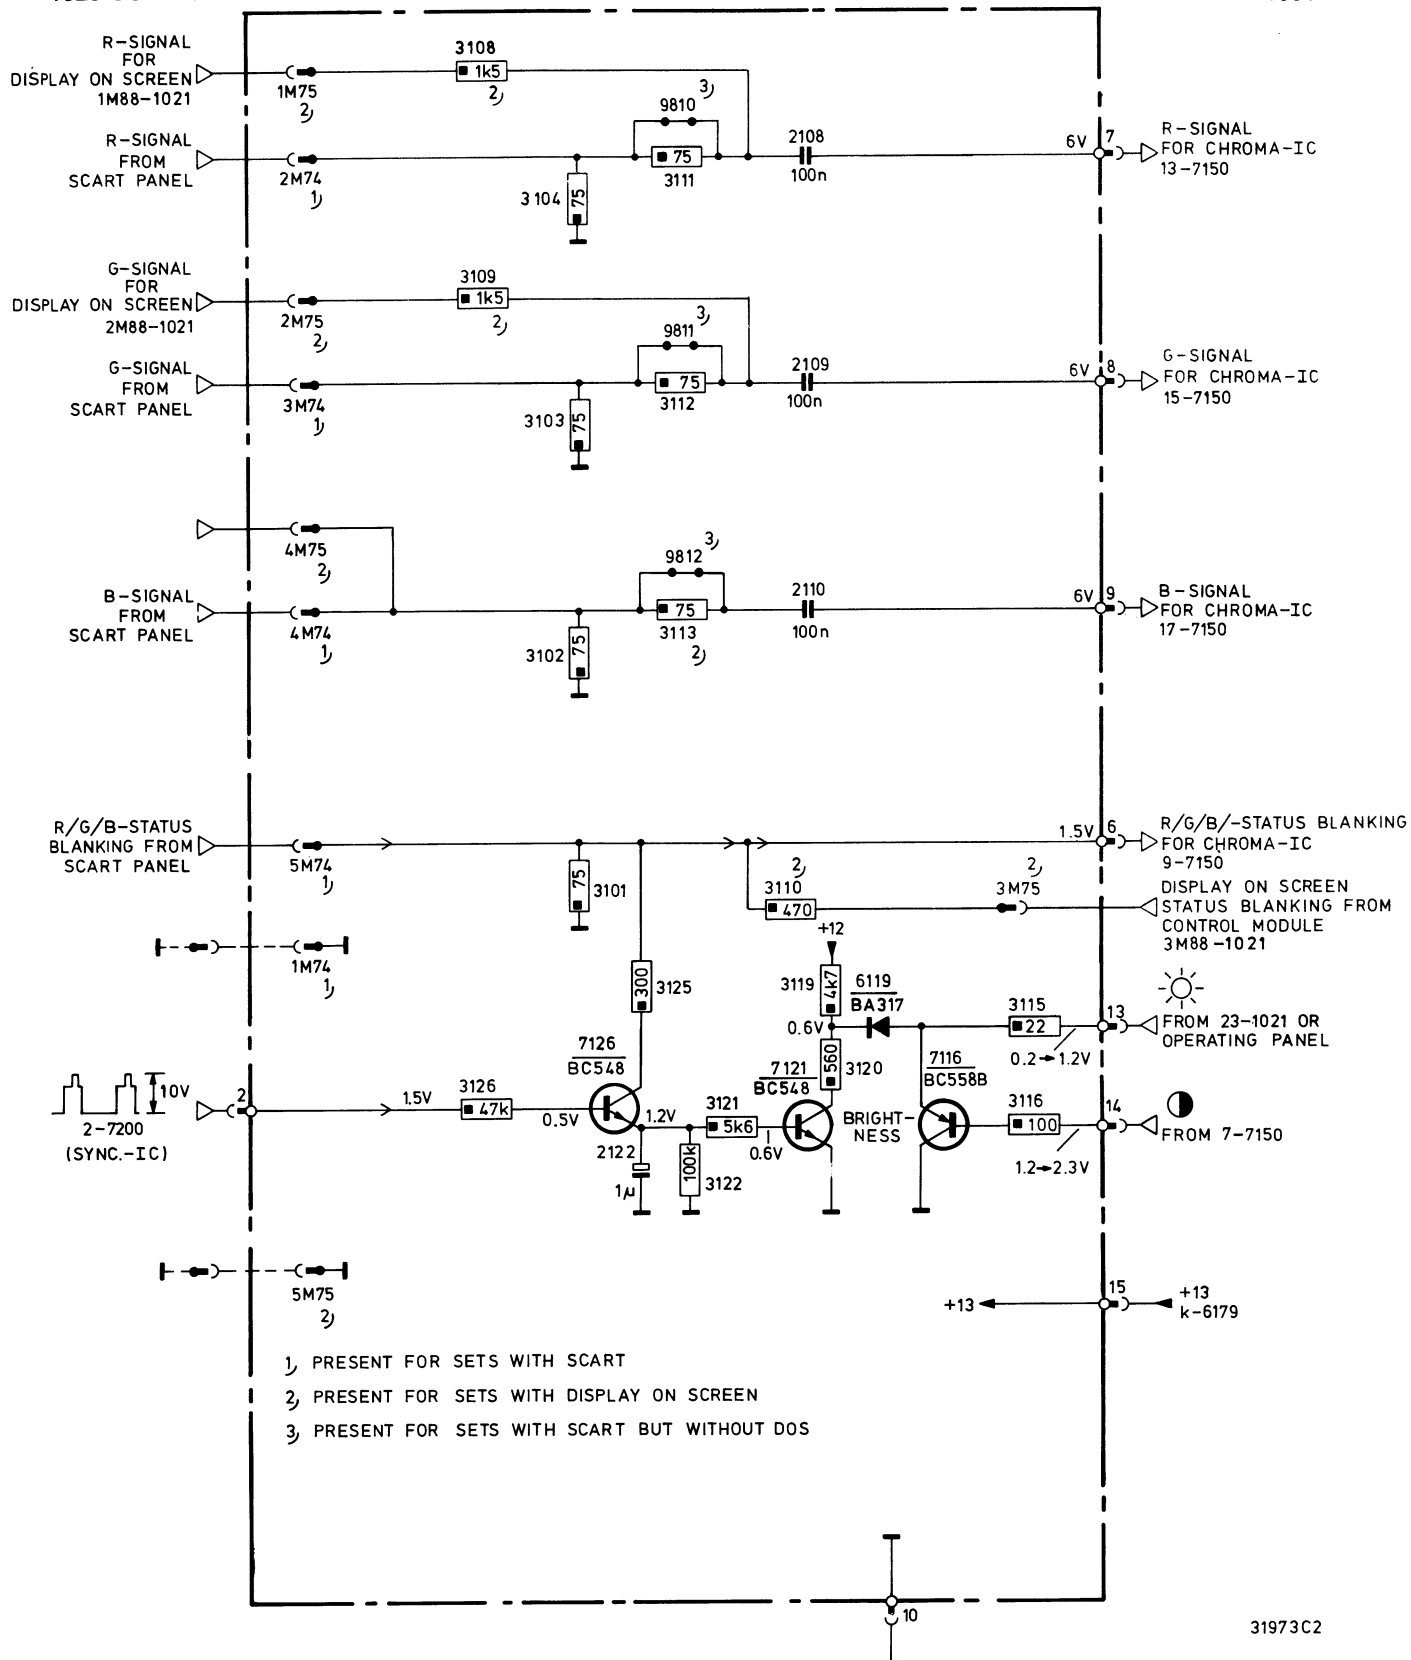 R-SIGNAL
FOR
DISPLAY ON SCREEN
1M88-1021
1M75
2)
3108
1k5
2)
3)
9810
R-SIGNAL
FROM
SCART PANEL
2M74
1)
3104
75
75
3111
2108
100n
6V
7
R-SIGNAL
FOR CHROMA-IC
13-7150
G-SIGNAL
FOR
DISPLAY ON SCREEN
2M88-1021
2M75
2)
3109
1k5
2)
3)
9811
G-SIGNAL
FROM
SCART PANEL
3M74
1)
3103
75
75
3112
2109
100n
6V
8
G-SIGNAL
FOR CHROMA-IC
15-7150
4M75
2)
3)
9812
B-SIGNAL
FROM
SCART PANEL
4M74
1)
3102
75
75
3113
2)
2110
100n
6V
9
B-SIGNAL
FOR CHROMA-IC
17-7150
R/G/B-STATUS
BLANKING FROM
SCART PANEL
5M74
1)
75
3101
1.5V
6
R/G/B/-STATUS BLANKING
FOR CHROMA-IC
9-7150
2)
3110
470
2)
3M75
DISPLAY ON SCREEN
STATUS BLANKING FROM
CONTROL MODULE
3M88-1021
1M74
1)
300
3125
+12
3119
4k7
6119
BA317
0.6V
3115
22
13
0.2→1.2V
FROM 23-1021 OR
OPERATING PANEL
10V
2-7200
(SYNC.-IC)
2
1.5V
3126
47k
7126
BC548
0.5V
1.2V
2122
1µ
100k
3122
3121
5k6
0.6V
7121
BC548
560
3120
BRIGHT-
NESS
7116
BC558B
3116
100
14
1.2→2.3V
FROM 7-7150
5M75
2)
+13
15
+13
k-6179
1) PRESENT FOR SETS WITH SCART
2) PRESENT FOR SETS WITH DISPLAY ON SCREEN
3) PRESENT FOR SETS WITH SCART BUT WITHOUT DOS
10
31973C2